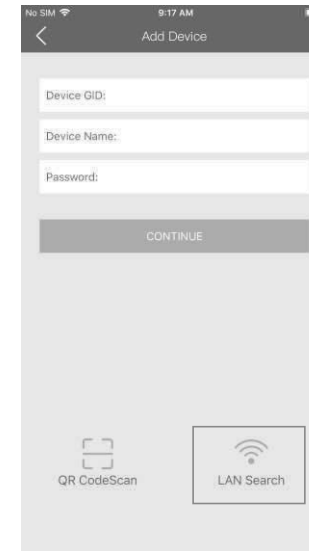 No SIM 9:17 AM
Add Device
Device GID:
Device Name:
Password:
CONTINUE
QR CodeScan LAN Search